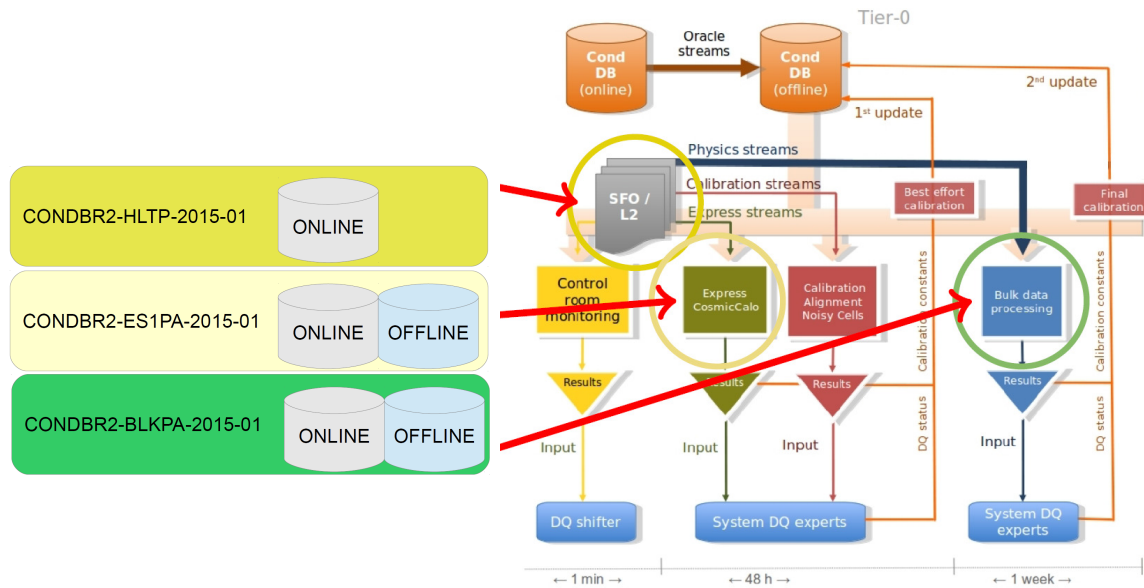 CONDBR2-HLTP-2015-01
ONLINE
CONDBR2-ES1PA-2015-01
ONLINE
OFFLINE
CONDBR2-BLKPA-2015-01
ONLINE
OFFLINE
Tier-0
Oracle
streams
Cond
DB
(online)
Cond
DB
(offline)
2nd update
1st update
Physics streams
SFO /
L2
Calibration streams
Express streams
Best effort
calibration
Final
calibration
Control
room
monitoring
Express
CosmicCalo
Calibration
Alignment
Noisy Cells
Bulk data
processing
Calibration constants
Calibration constants
Results
Results
Results
Results
DQ status
DQ status
Input
Input
Input
Input
DQ shifter
System DQ experts
System DQ
experts
← 1 min →
← 48 h →
← 1 week →